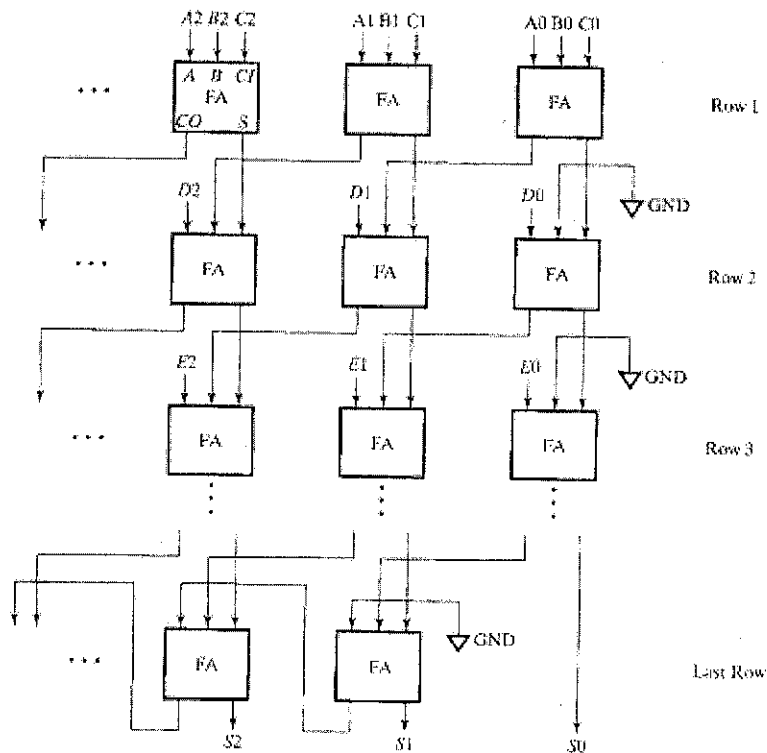 A2 B2 C2 A1 B1 C1 A0 B0 C0
A B CI
FA FA FA Row 1
CO S
D2 D1 D0 GND
FA FA FA Row 2
E2 E1 E0 GND
FA FA FA Row 3
GND
FA FA Last Row
S2 S1 S0